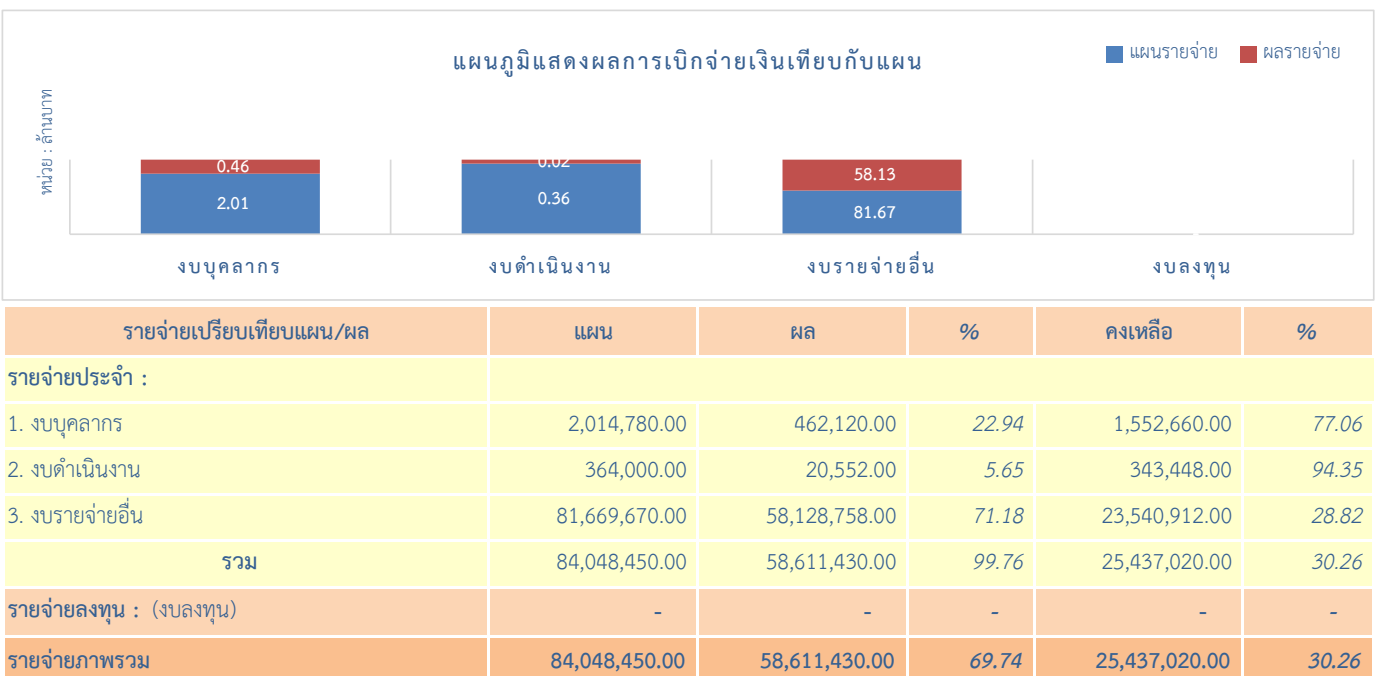 แผนภูมิแสดงผลการเบิกจ่ายเงินเทียบกับแผน
แผนรายจ่าย ผลรายจ่าย
หน่วย : ล้านบาท
0.46 0.02 58.13
2.01 0.36 81.67
งบบุคลากร งบดำเนินงาน งบรายจ่ายอื่น งบลงทุน
รายจ่ายเปรียบเทียบแผน/ผล แผน ผล % คงเหลือ %
รายจ่ายประจำ :
1. งบบุคลากร 2,014,780.00 462,120.00 22.94 1,552,660.00 77.06
2. งบดำเนินงาน 364,000.00 20,552.00 5.65 343,448.00 94.35
3. งบรายจ่ายอื่น 81,669,670.00 58,128,758.00 71.18 23,540,912.00 28.82
รวม 84,048,450.00 58,611,430.00 99.76 25,437,020.00 30.26
รายจ่ายลงทุน : (งบลงทุน) - - - - -
รายจ่ายภาพรวม 84,048,450.00 58,611,430.00 69.74 25,437,020.00 30.26